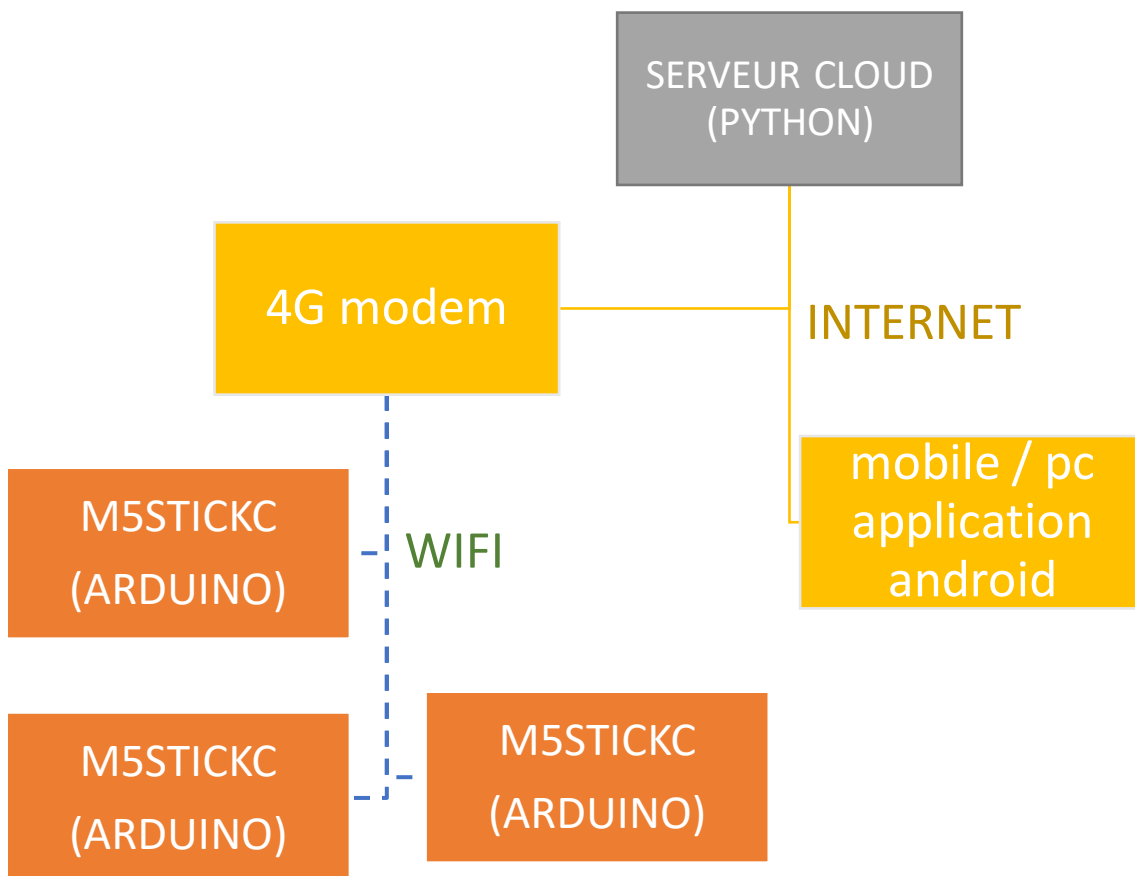 SERVEUR CLOUD
(PYTHON)
4G modem
INTERNET
mobile / pc
application
android
M5STICKC
(ARDUINO)
WIFI
M5STICKC
(ARDUINO)
M5STICKC
(ARDUINO)